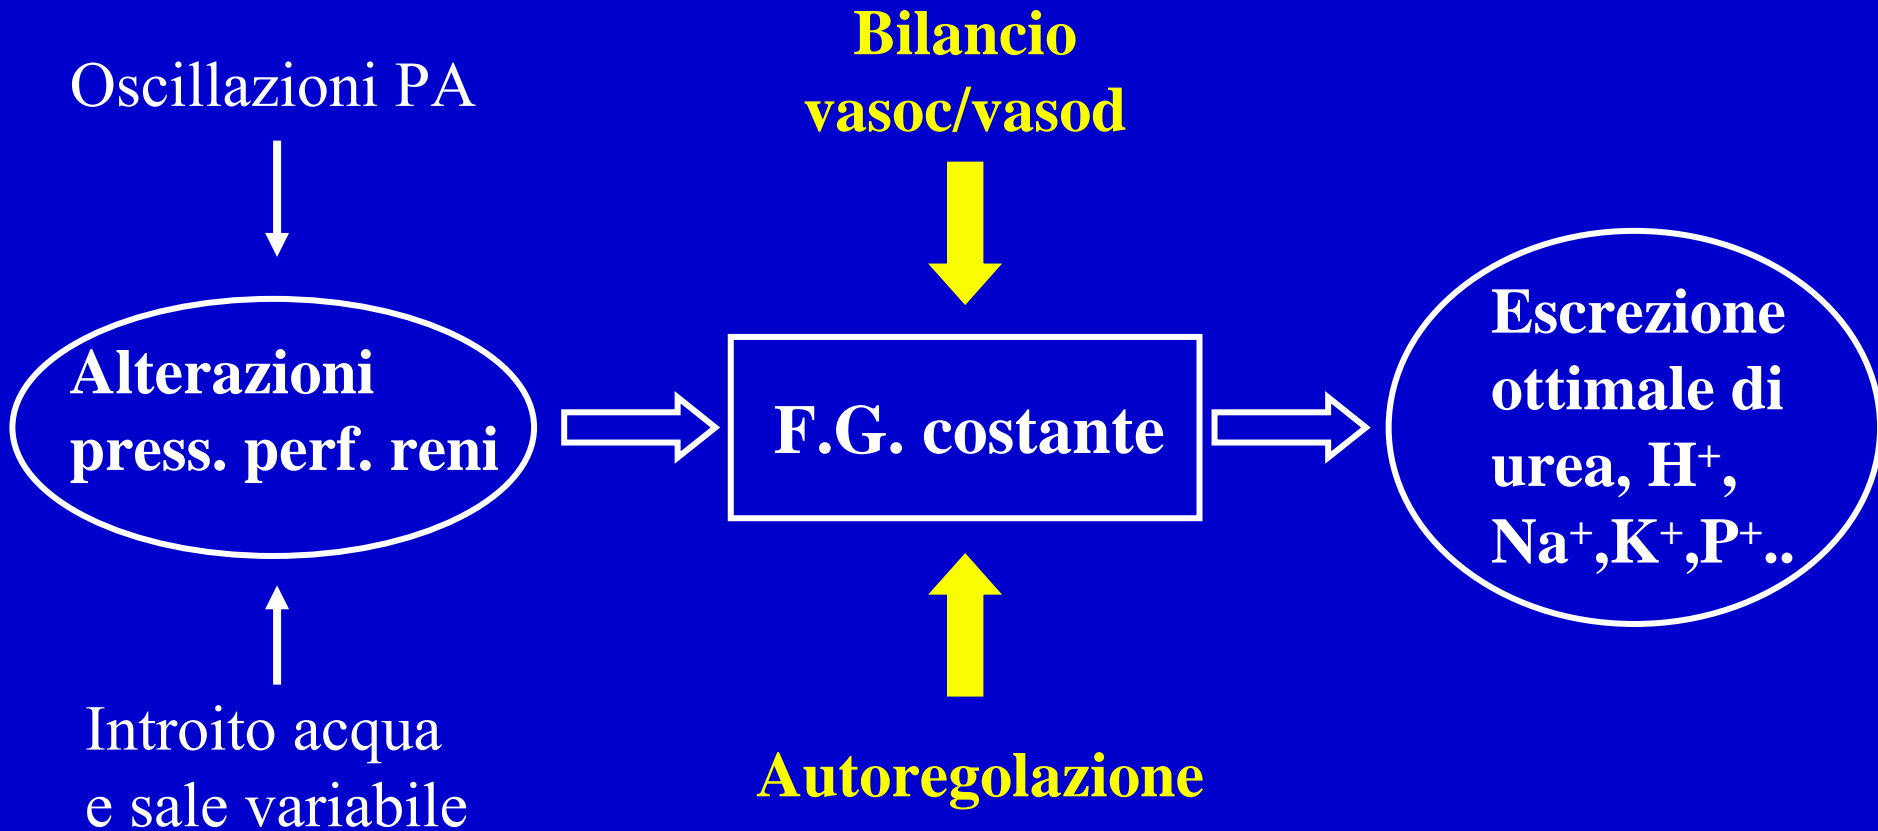 Oscillazioni PA
Bilancio
vasoc/vasod
Alterazioni
press. perf. reni
F.G. costante
Escrezione
ottimale di
urea, H⁺,
Na⁺,K⁺,P⁺..
Introito acqua
e sale variabile
Autoregolazione